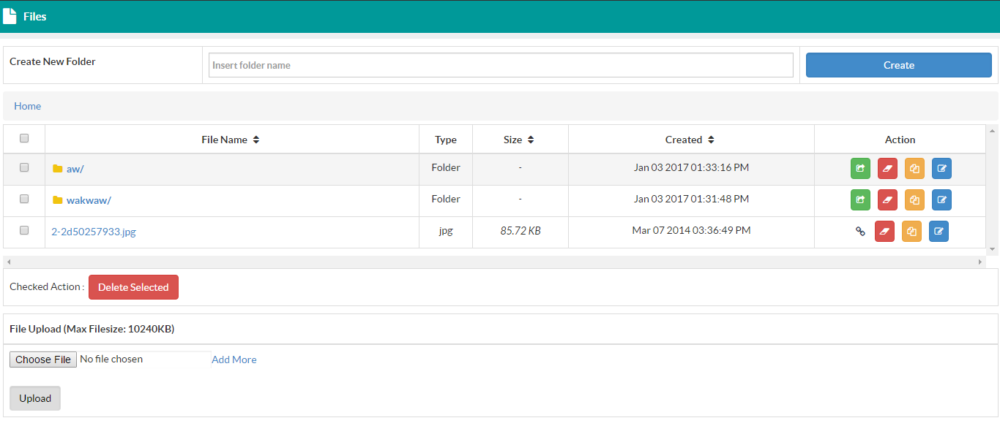 Files
Create New Folder Insert folder name Create
Home
File Name Type Size Created Action
aw/ Folder - Jan 03 2017 01:33:16 PM
wakwaw/ Folder - Jan 03 2017 01:31:48 PM
2-2d50257933.jpg jpg 85.72 KB Mar 07 2014 03:36:49 PM
Checked Action : Delete Selected
File Upload (Max Filesize: 10240KB)
Choose File No file chosen Add More
Upload